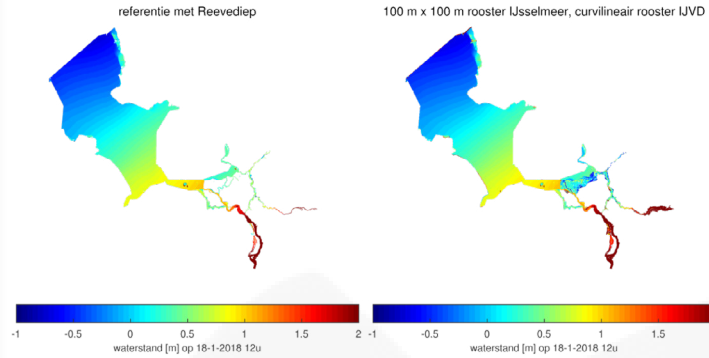 referentie met Reevediep
100 m x 100 m rooster IJsselmeer, curvilineair rooster IJVD
-1 -0.5 0 0.5 1 1.5 2
waterstand [m] op 18-1-2018 12u
-1 -0.5 0 0.5 1 1.5
waterstand [m] op 18-1-2018 12u